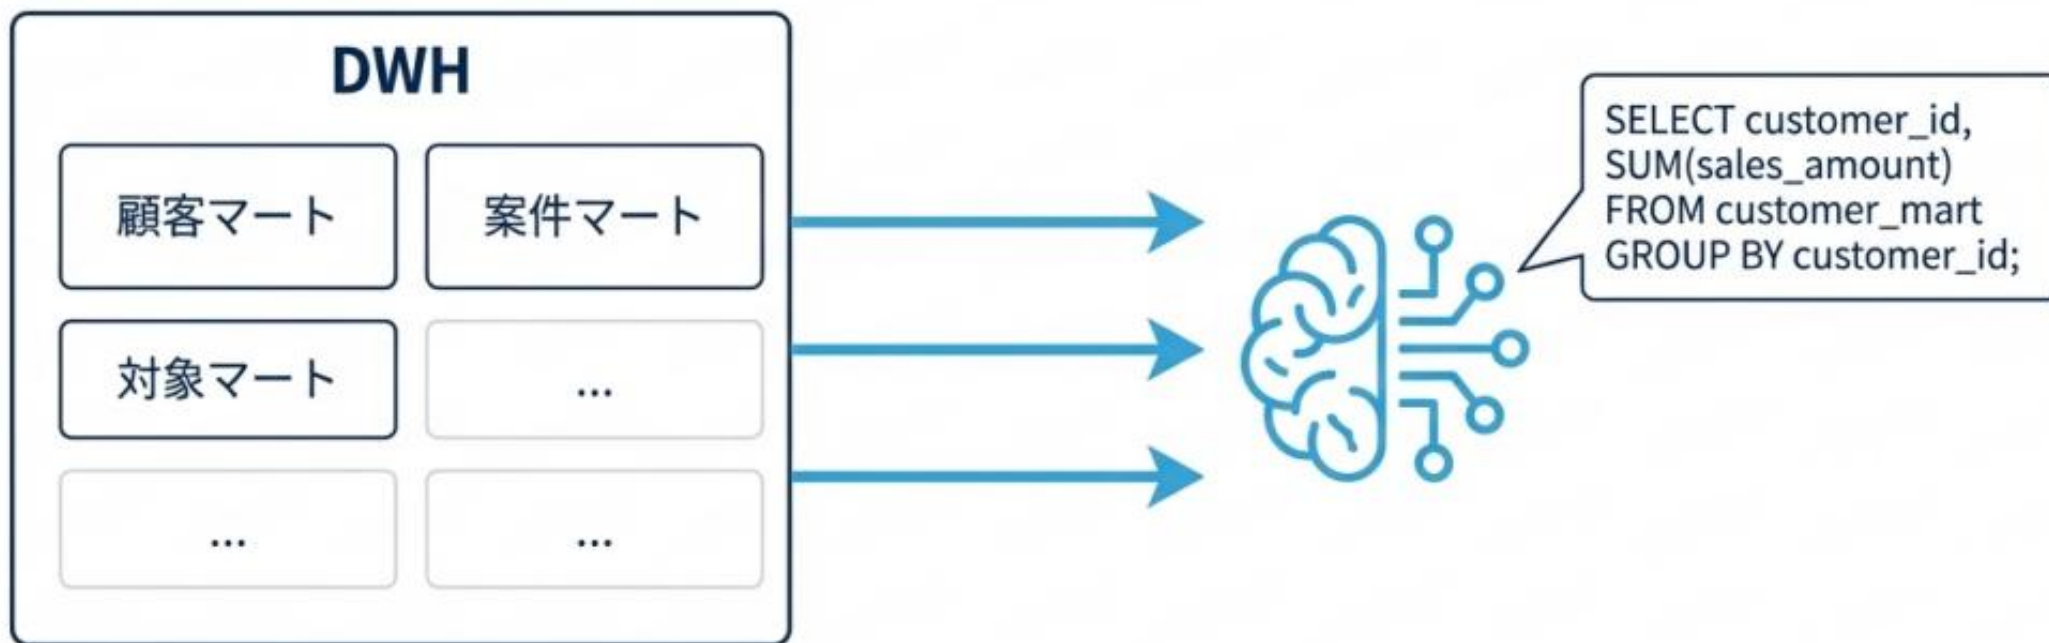 DWH
顧客マート
案件マート
対象マート
...
...
...
SELECT customer_id,
SUM(sales_amount)
FROM customer_mart
GROUP BY customer_id;